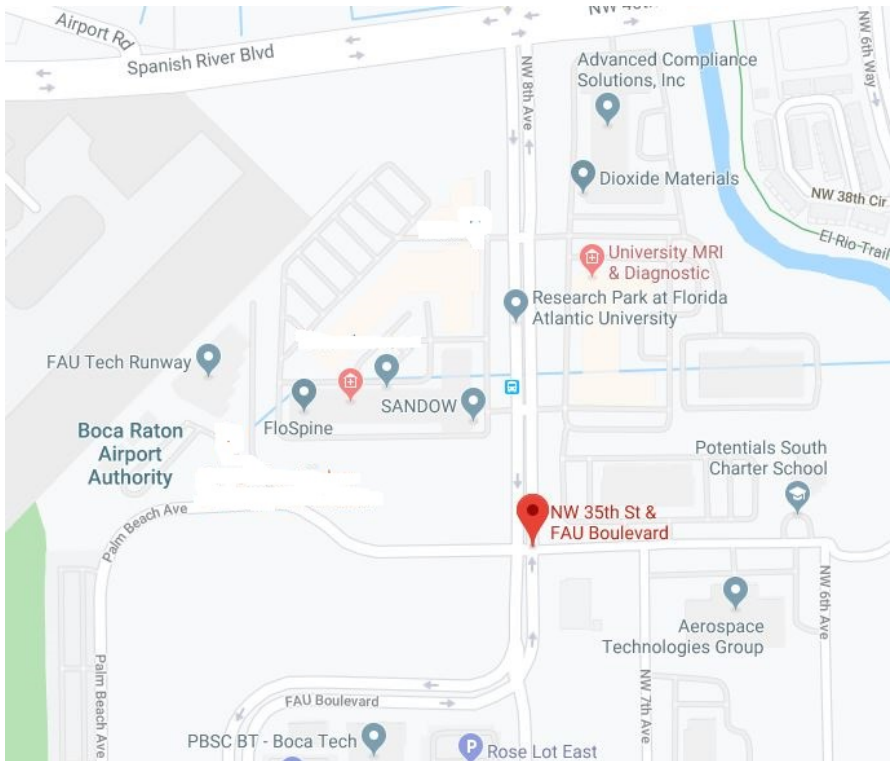 Airport Rd
Spanish River Blvd
NW 8th Ave
NW 6th Way
Advanced Compliance
Solutions, Inc
Dioxide Materials
NW 38th Cir
El-Rio-Trail
University MRI
& Diagnostic
Research Park at Florida
Atlantic University
FAU Tech Runway
SANDOW
FloSpine
Boca Raton
Airport
Authority
Potentials South
Charter School
NW 35th St &
FAU Boulevard
Palm Beach Ave
NW 6th Ave
Aerospace
Technologies Group
Palm Beach Ave
FAU Boulevard
NW 7th Ave
PBSC BT - Boca Tech
P
Rose Lot East